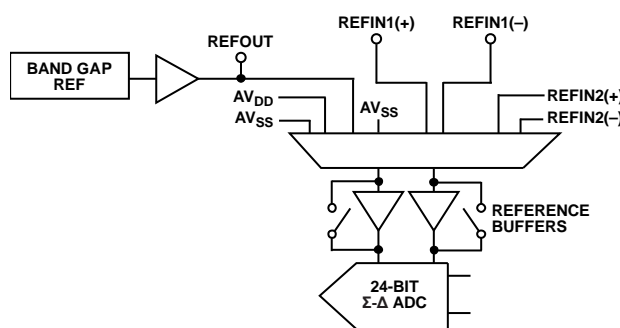 REFIN1(+)
REFIN1(–)
REFOUT
BAND GAP
REF
AVDD
AVSS
AVSS
REFIN2(+)
REFIN2(–)
REFERENCE
BUFFERS
24-BIT
Σ-Δ ADC